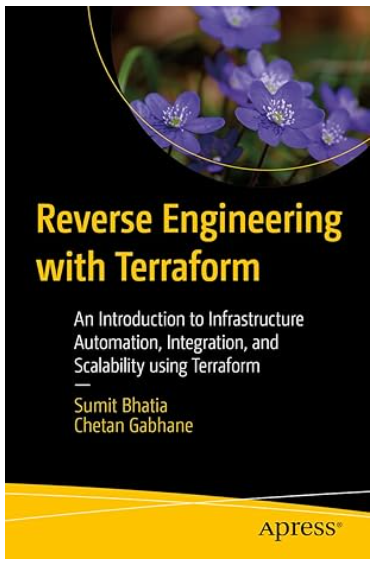 Reverse Engineering
with Terraform
An Introduction to Infrastructure
Automation, Integration, and
Scalability using Terraform
—
Sumit Bhatia
Chetan Gabhane
Apress®